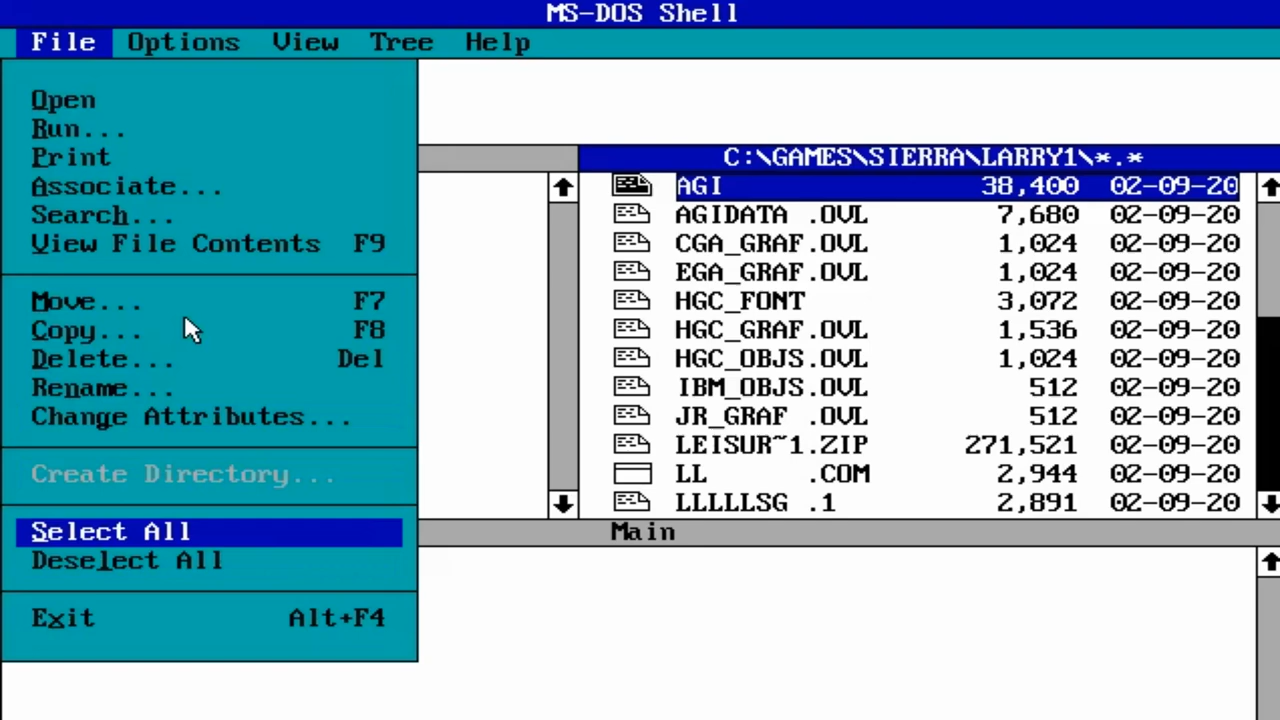 MS-DOS Shell
File Options View Tree Help
Open
Run...
Print
Associate...
Search...
View File Contents F9
Move... F7
Copy... F8
Delete... Del
Rename...
Change Attributes...
Create Directory...
Select All
Deselect All
Exit Alt+F4
C:\GAMES\SIERRA\LARRY1\*.*
AGI 38,400 02-09-20
AGIDATA .OVL 7,680 02-09-20
CGA_GRAF.OVL 1,024 02-09-20
EGA_GRAF.OVL 1,024 02-09-20
HGC_FONT 3,072 02-09-20
HGC_GRAF.OVL 1,536 02-09-20
HGC_OBJS.OVL 1,024 02-09-20
IBM_OBJS.OVL 512 02-09-20
JR_GRAF .OVL 512 02-09-20
LEISUR~1.ZIP 271,521 02-09-20
LL .COM 2,944 02-09-20
LLLLLSG .1 2,891 02-09-20
Main